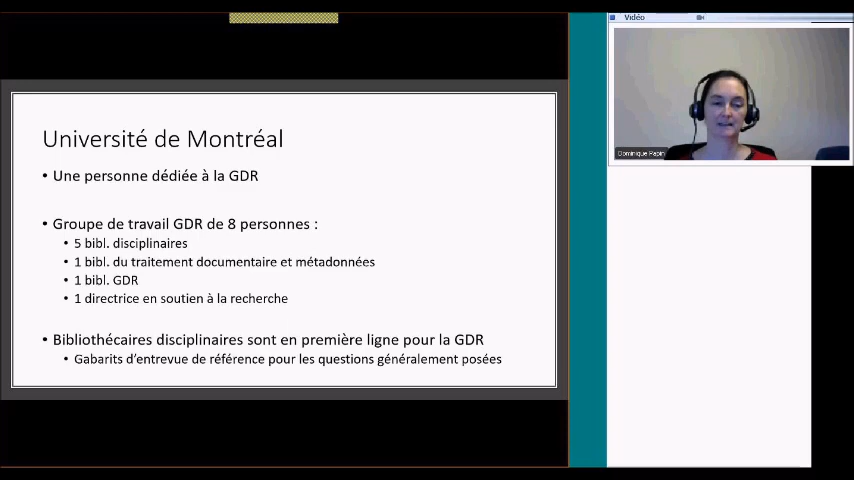 Vidéo
Université de Montréal
• Une personne dédiée à la GDR
• Groupe de travail GDR de 8 personnes :
• 5 bibl. disciplinaires
• 1 bibl. du traitement documentaire et métadonnées
• 1 bibl. GDR
• 1 directrice en soutien à la recherche
• Bibliothécaires disciplinaires sont en première ligne pour la GDR
• Gabarits d'entrevue de référence pour les questions généralement posées
Dominique Papin